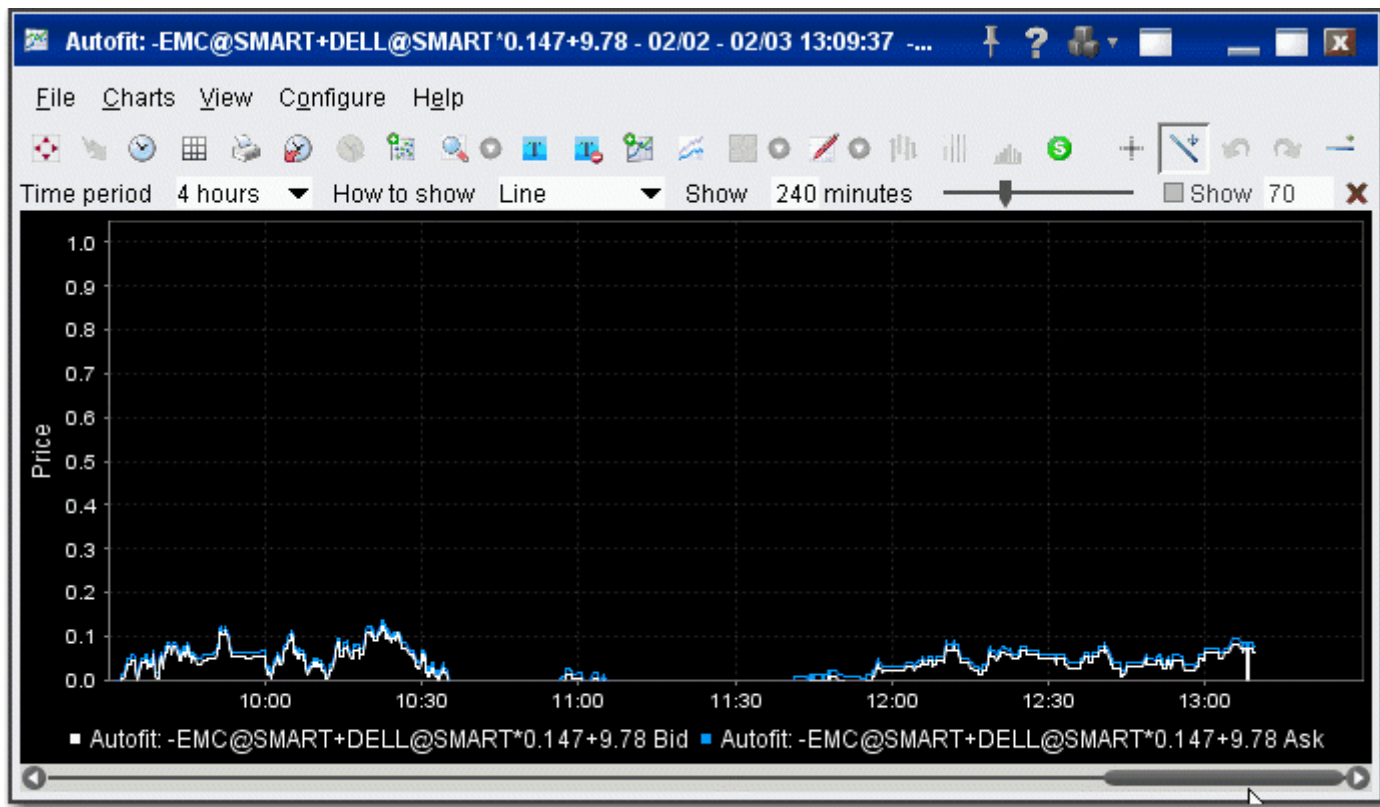 Autofit: -EMC@SMART+DELL@SMART*0.147+9.78 - 02/02 - 02/03 13:09:37 -...
File Charts View Configure Help
Time period 4 hours How to show Line Show 240 minutes Show 70
1.0
0.9
0.8
0.7
0.6
0.5
0.4
0.3
0.2
0.1
0.0
Price
10:00 10:30 11:00 11:30 12:00 12:30 13:00
Autofit: -EMC@SMART+DELL@SMART*0.147+9.78 Bid Autofit: -EMC@SMART+DELL@SMART*0.147+9.78 Ask